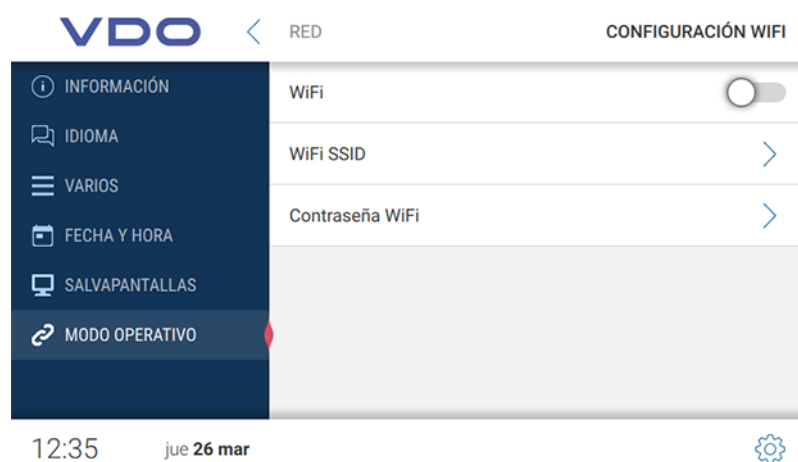 VDO
RED
CONFIGURACIÓN WIFI
INFORMACIÓN
IDIOMA
VARIOS
FECHA Y HORA
SALVAPANTALLAS
MODO OPERATIVO
WiFi
WiFi SSID
Contraseña WiFi
12:35
jue 26 mar